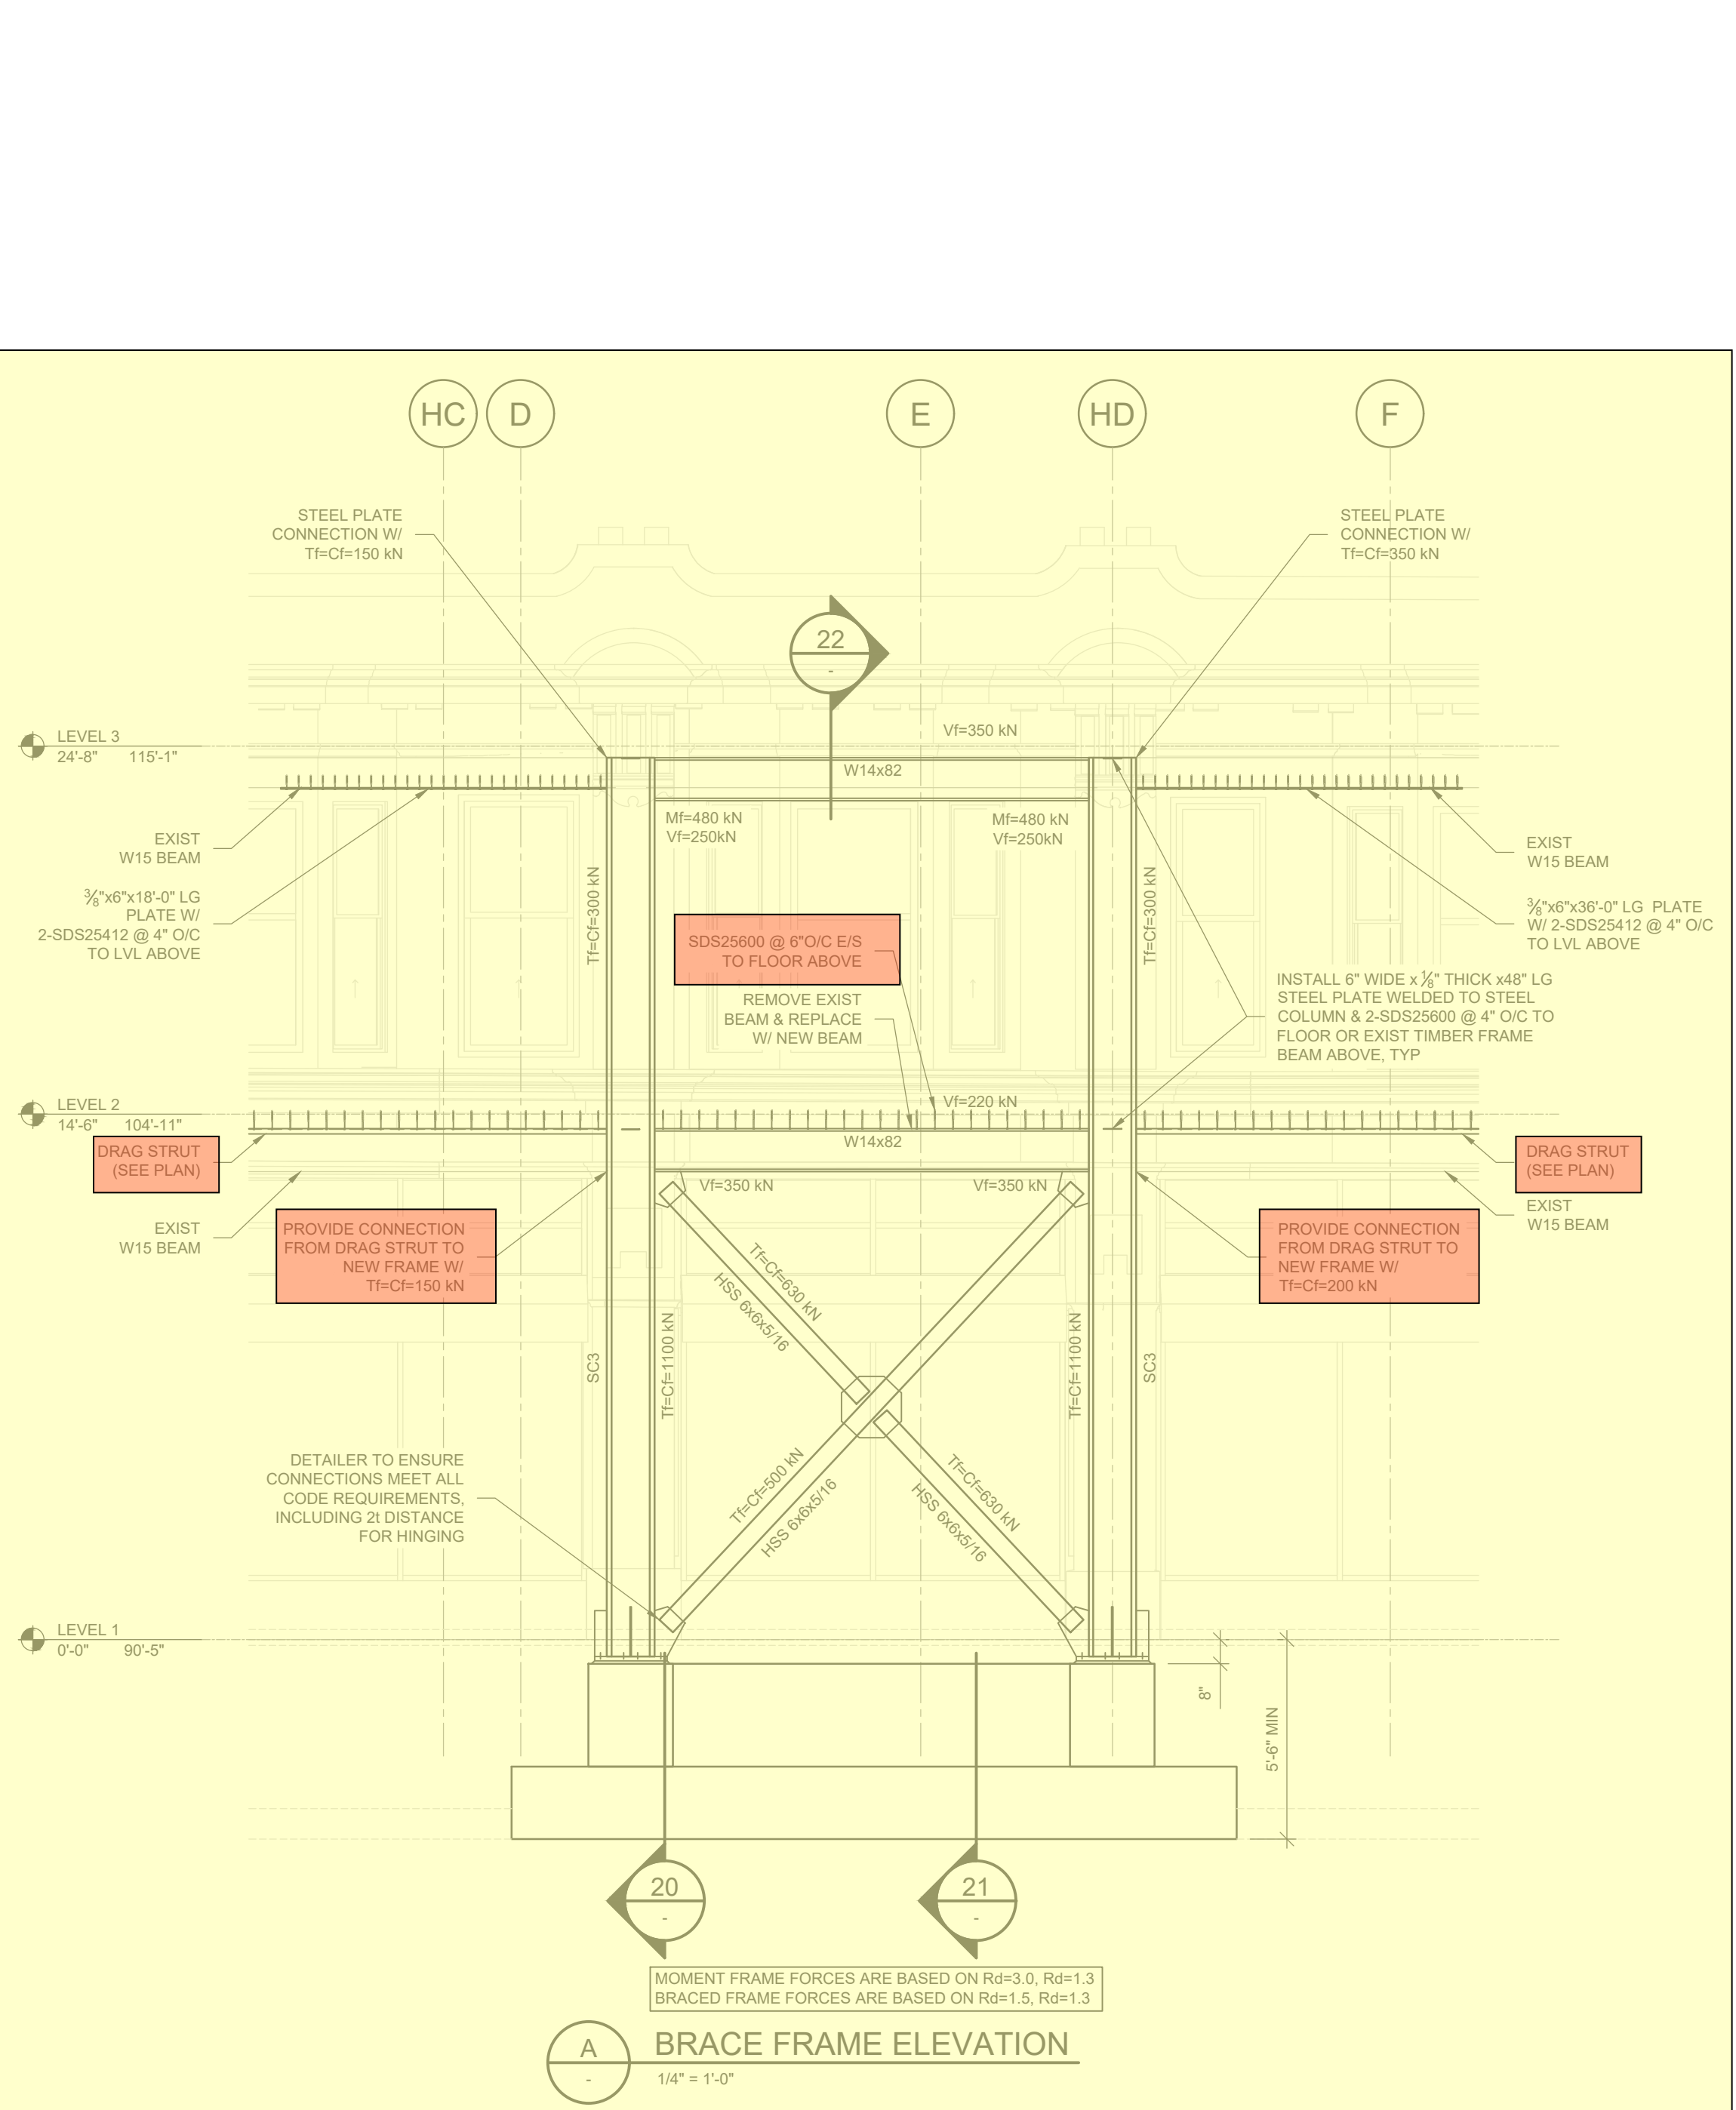 HC
D
E
HD
F
STEEL PLATE
CONNECTION W/
Tf=Cf=150 kN
STEEL PLATE
CONNECTION W/
Tf=Cf=350 kN
22
-
LEVEL 3
24'-8" 115'-1"
Vf=350 kN
W14x82
Mf=480 kN
Vf=250kN
Mf=480 kN
Vf=250kN
EXIST
W15 BEAM
EXIST
W15 BEAM
⅜"x6"x18'-0" LG
PLATE W/
2-SDS25412 @ 4" O/C
TO LVL ABOVE
⅜"x6"x36'-0" LG PLATE
W/ 2-SDS25412 @ 4" O/C
TO LVL ABOVE
Tf=Cf=300 kN
Tf=Cf=300 kN
SDS25600 @ 6"O/C E/S
TO FLOOR ABOVE
REMOVE EXIST
BEAM & REPLACE
W/ NEW BEAM
INSTALL 6" WIDE x ⅛" THICK x48" LG
STEEL PLATE WELDED TO STEEL
COLUMN & 2-SDS25600 @ 4" O/C TO
FLOOR OR EXIST TIMBER FRAME
BEAM ABOVE, TYP
LEVEL 2
14'-6" 104'-11"
Vf=220 kN
W14x82
DRAG STRUT
(SEE PLAN)
DRAG STRUT
(SEE PLAN)
Vf=350 kN
Vf=350 kN
EXIST
W15 BEAM
EXIST
W15 BEAM
PROVIDE CONNECTION
FROM DRAG STRUT TO
NEW FRAME W/
Tf=Cf=150 kN
PROVIDE CONNECTION
FROM DRAG STRUT TO
NEW FRAME W/
Tf=Cf=200 kN
Tf=Cf=630 kN
HSS 6x6x5/16
SC3
Tf=Cf=1100 kN
Tf=Cf=1100 kN
SC3
Tf=Cf=500 kN
HSS 6x6x5/16
Tf=Cf=630 kN
HSS 6x6x5/16
DETAILER TO ENSURE
CONNECTIONS MEET ALL
CODE REQUIREMENTS,
INCLUDING 2t DISTANCE
FOR HINGING
LEVEL 1
0'-0" 90'-5"
8"
5'-6" MIN
20
-
21
-
MOMENT FRAME FORCES ARE BASED ON Rd=3.0, Rd=1.3
BRACED FRAME FORCES ARE BASED ON Rd=1.5, Rd=1.3
A
-
BRACE FRAME ELEVATION
1/4" = 1'-0"